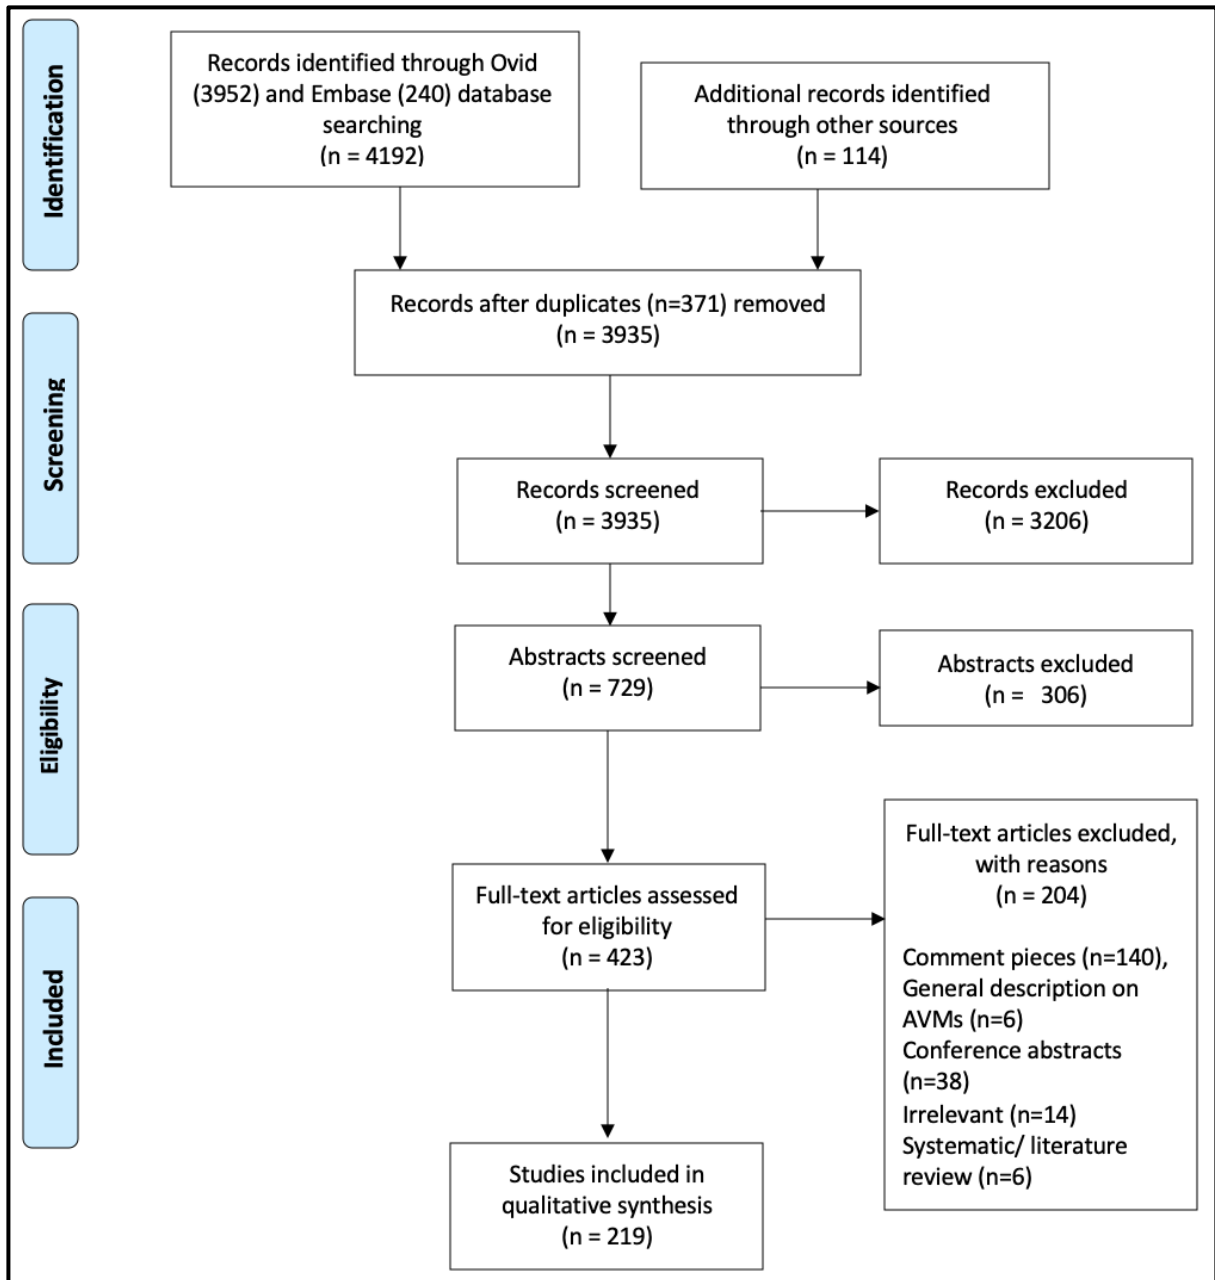 Identification
Records identified through Ovid
(3952) and Embase (240) database
searching
(n = 4192)
Additional records identified
through other sources
(n = 114)
Records after duplicates (n=371) removed
(n = 3935)
Screening
Records screened
(n = 3935)
Records excluded
(n = 3206)
Eligibility
Abstracts screened
(n = 729)
Abstracts excluded
(n = 306)
Full-text articles assessed
for eligibility
(n = 423)
Full-text articles excluded,
with reasons
(n = 204)
Comment pieces (n=140),
General description on
AVMs (n=6)
Conference abstracts
(n=38)
Irrelevant (n=14)
Systematic/ literature
review (n=6)
Included
Studies included in
qualitative synthesis
(n = 219)